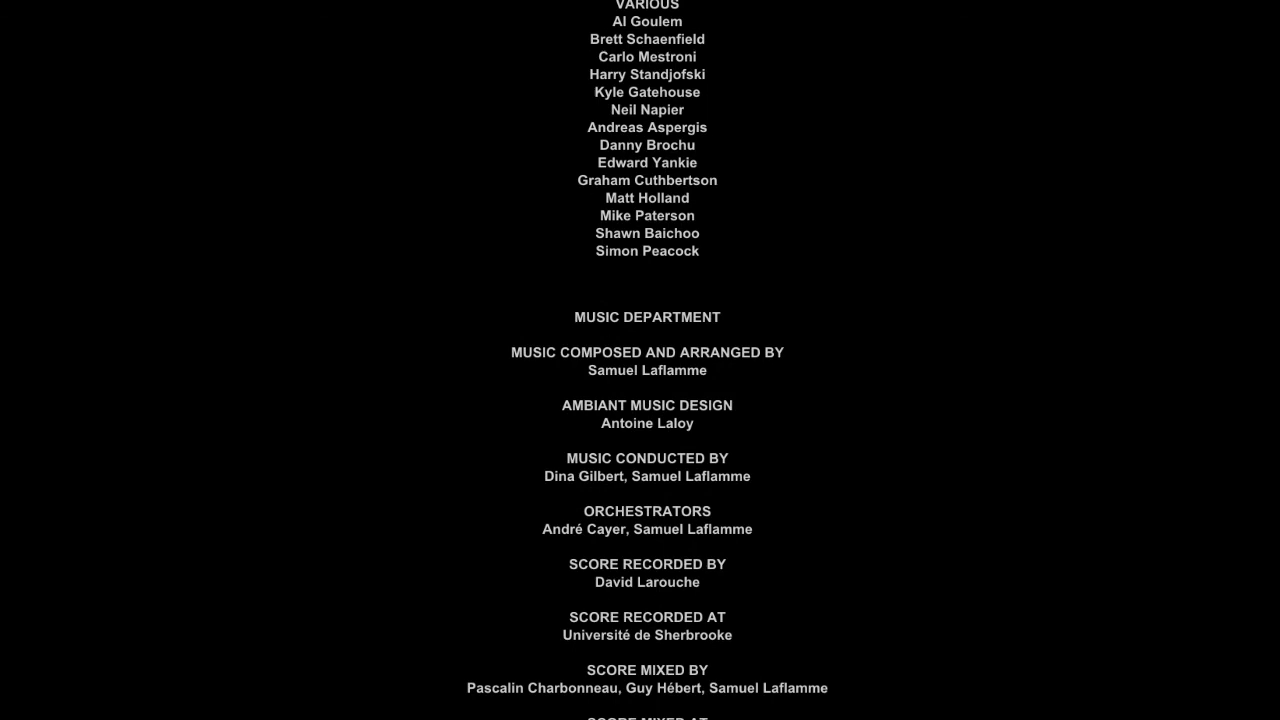 VARIOUS
Al Goulem
Brett Schaenfield
Carlo Mestroni
Harry Standjofski
Kyle Gatehouse
Neil Napier
Andreas Aspergis
Danny Brochu
Edward Yankie
Graham Cuthbertson
Matt Holland
Mike Paterson
Shawn Baichoo
Simon Peacock
MUSIC DEPARTMENT
MUSIC COMPOSED AND ARRANGED BY
Samuel Laflamme
AMBIANT MUSIC DESIGN
Antoine Laloy
MUSIC CONDUCTED BY
Dina Gilbert, Samuel Laflamme
ORCHESTRATORS
André Cayer, Samuel Laflamme
SCORE RECORDED BY
David Larouche
SCORE RECORDED AT
Université de Sherbrooke
SCORE MIXED BY
Pascalin Charbonneau, Guy Hébert, Samuel Laflamme
SCORE MIXED AT